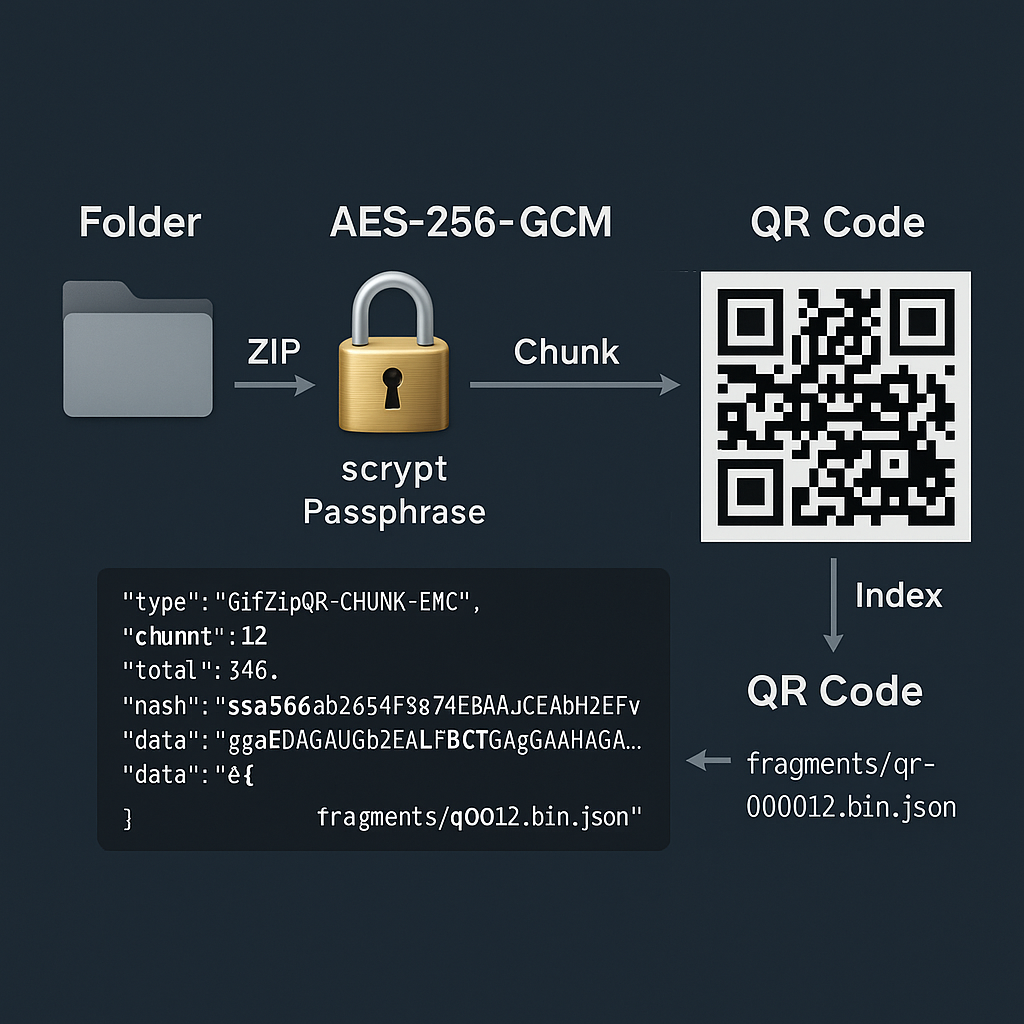 Folder
AES-256-GCM
QR Code
ZIP
Chunk
scrypt
Passphrase
Index
QR Code
fragments/qr-
000012.bin.json
"type":"GifZipQR-CHUNK-EMC",
"chunnt":12
"total":346.
"nash":"ssa566ab2654F3874EBAAJCEAbH2EFv
"data":"ggaEDAGAUGb2EALFBCTGAgGAAHAGA…
"data":"è{
} fragments/qOO12.bin.json"